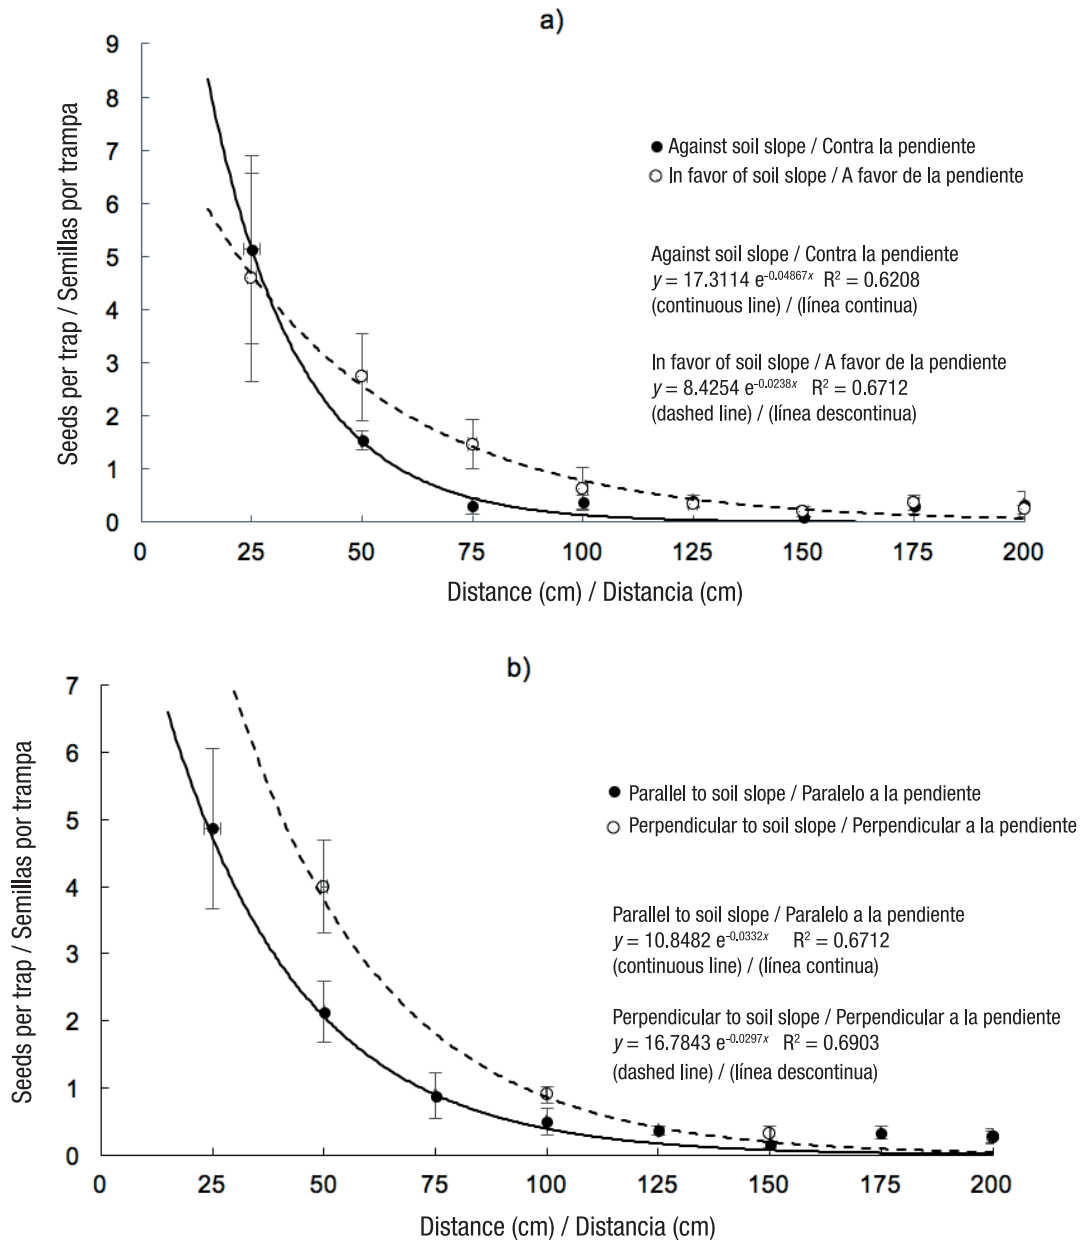 a)
Seeds per trap / Semillas por trampa
9
8
7
6
5
4
3
2
1
0
● Against soil slope / Contra la pendiente
○ In favor of soil slope / A favor de la pendiente
Against soil slope / Contra la pendiente
y = 17.3114 e^-0.04867x R² = 0.6208
(continuous line) / (línea continua)
In favor of soil slope / A favor de la pendiente
y = 8.4254 e^-0.0238x R² = 0.6712
(dashed line) / (línea descontinua)
0 25 50 75 100 125 150 175 200
Distance (cm) / Distancia (cm)
b)
Seeds per trap / Semillas por trampa
7
6
5
4
3
2
1
0
● Parallel to soil slope / Paralelo a la pendiente
○ Perpendicular to soil slope / Perpendicular a la pendiente
Parallel to soil slope / Paralelo a la pendiente
y = 10.8482 e^-0.0332x R² = 0.6712
(continuous line) / (línea continua)
Perpendicular to soil slope / Perpendicular a la pendiente
y = 16.7843 e^-0.0297x R² = 0.6903
(dashed line) / (línea descontinua)
0 25 50 75 100 125 150 175 200
Distance (cm) / Distancia (cm)